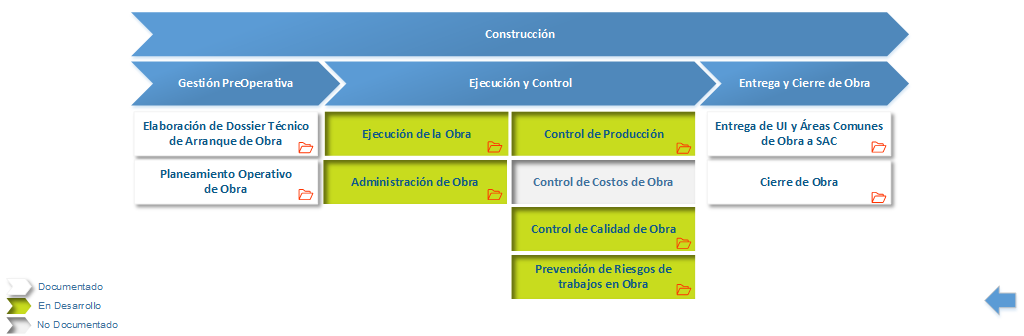 Construcción
Gestión PreOperativa
Ejecución y Control
Entrega y Cierre de Obra
Elaboración de Dossier Técnico
de Arranque de Obra
Ejecución de la Obra
Control de Producción
Entrega de UI y Áreas Comunes
de Obra a SAC
Planeamiento Operativo
de Obra
Administración de Obra
Control de Costos de Obra
Cierre de Obra
Control de Calidad de Obra
Prevención de Riesgos de
trabajos en Obra
Documentado
En Desarrollo
No Documentado